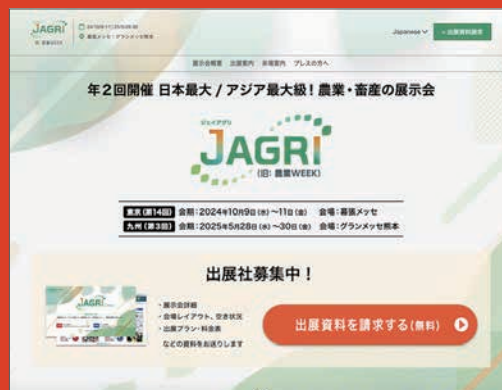 JAGRI
Japanese
出展資料請求
展示会概要 出展案内 来場案内 プレスの方へ
年2回開催 日本最大 / アジア最大級!農業・畜産の展示会
ジェイアグリ
JAGRI
(旧:農業WEEK)
東京(第14回) 会期:2024年10月9日(水)~11日(金) 会場:幕張メッセ
九州(第3回) 会期:2025年5月28日(水)~30日(金) 会場:グランメッセ熊本
出展社募集中!
JAGRI
・展示会詳細
・会場レイアウト、空き状況
・出展プラン・料金表
などの資料をお送りします
出展資料を請求する(無料)